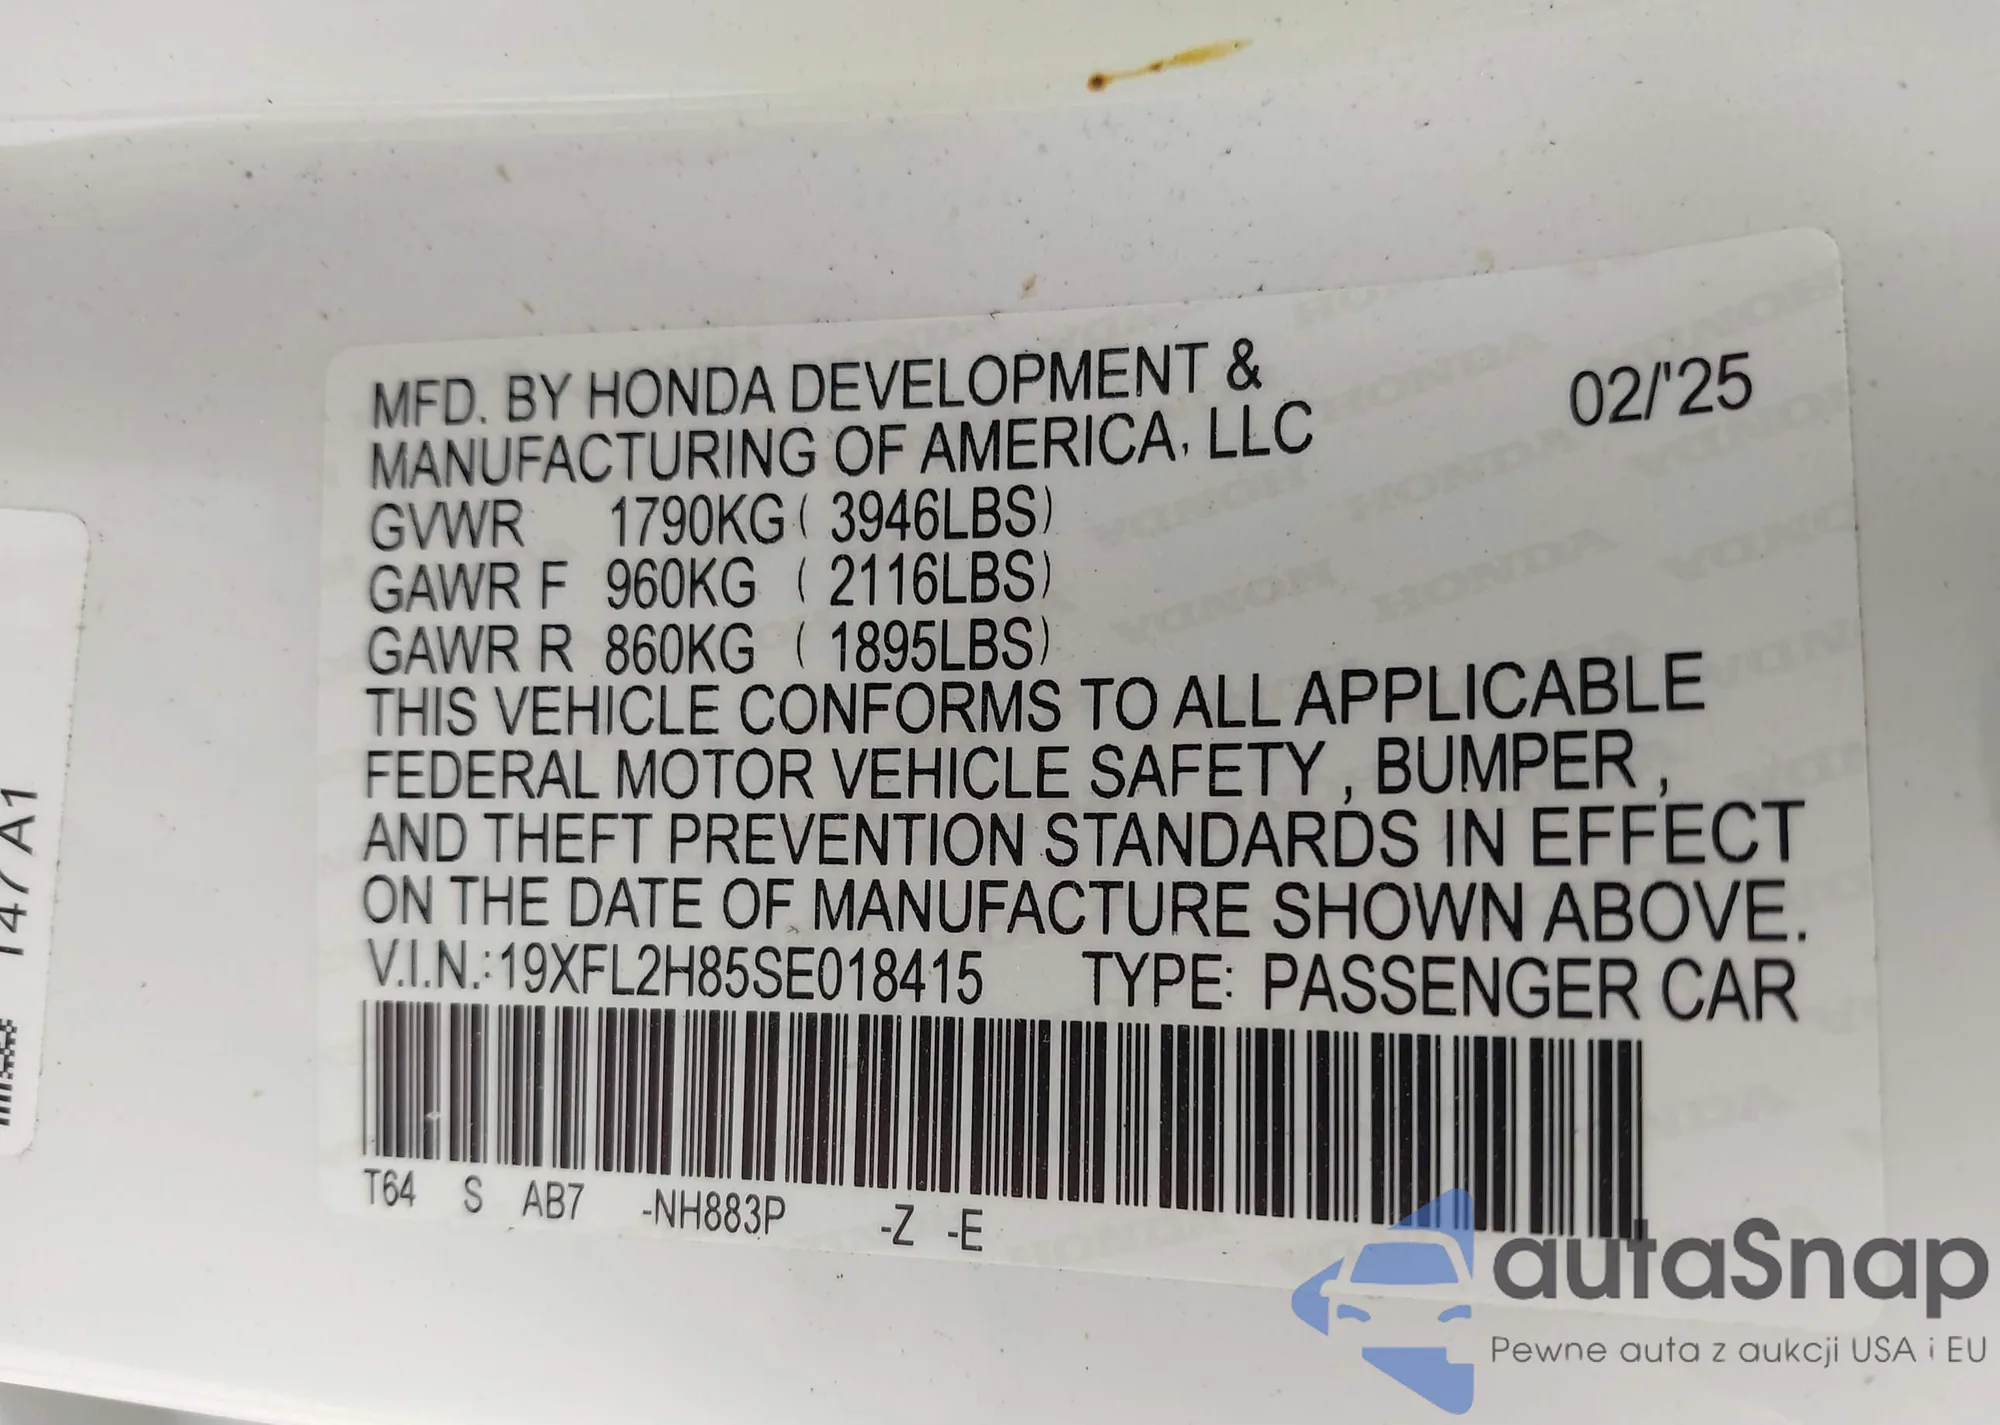 MFD. BY HONDA DEVELOPMENT &
MANUFACTURING OF AMERICA, LLC
02/'25
GVWR 1790KG ( 3946LBS)
GAWR F 960KG ( 2116LBS)
GAWR R 860KG ( 1895LBS)
THIS VEHICLE CONFORMS TO ALL APPLICABLE
FEDERAL MOTOR VEHICLE SAFETY , BUMPER ,
AND THEFT PREVENTION STANDARDS IN EFFECT
ON THE DATE OF MANUFACTURE SHOWN ABOVE.
V.I.N.:19XFL2H85SE018415 TYPE: PASSENGER CAR
T64 S AB7 -NH883P -Z -E
147 A1
autaSnap
Pewne auta z aukcji USA i EU